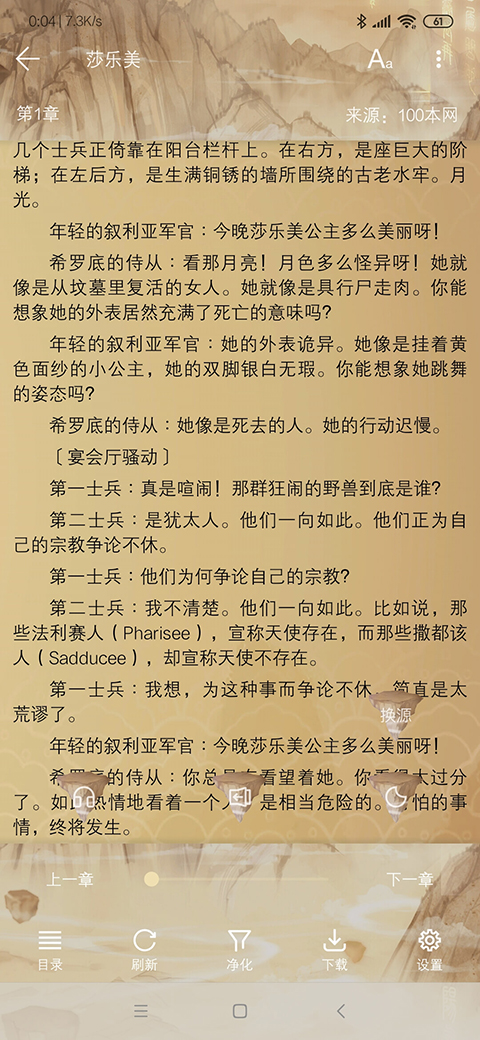 0:04 | 7.3K/s
61
莎乐美
Aa
第1章
来源：100本网
几个士兵正倚靠在阳台栏杆上。在右方，是座巨大的阶
梯；在左后方，是生满铜锈的墙所围绕的古老水牢。月
光。
年轻的叙利亚军官：今晚莎乐美公主多么美丽呀！
希罗底的侍从：看那月亮！月色多么怪异呀！她就
像是从坟墓里复活的女人。她就像是具行尸走肉。你能
想象她的外表居然充满了死亡的意味吗?
年轻的叙利亚军官：她的外表诡异。她像是挂着黄
色面纱的小公主，她的双脚银白无瑕。你能想象她跳舞
的姿态吗?
希罗底的侍从：她像是死去的人。她的行动迟慢。
〔宴会厅骚动〕
第一士兵：真是喧闹！那群狂闹的野兽到底是谁?
第二士兵：是犹太人。他们一向如此。他们正为自
己的宗教争论不休。
第一士兵：他们为何争论自己的宗教?
第二士兵：我不清楚。他们一向如此。比如说，那
些法利赛人（Pharisee），宣称天使存在，而那些撒都该
人（Sadducee），却宣称天使不存在。
第一士兵：我想，为这种事而争论不休，简直是太
荒谬了。
换源
年轻的叙利亚军官：今晚莎乐美公主多么美丽呀！
希罗底的侍从：你总是在看望着她。你看得太过分
了。如此热情地看着一个人 是相当危险的。 怕的事
情，终将发生。
上一章
下一章
目录
刷新
净化
下载
设置